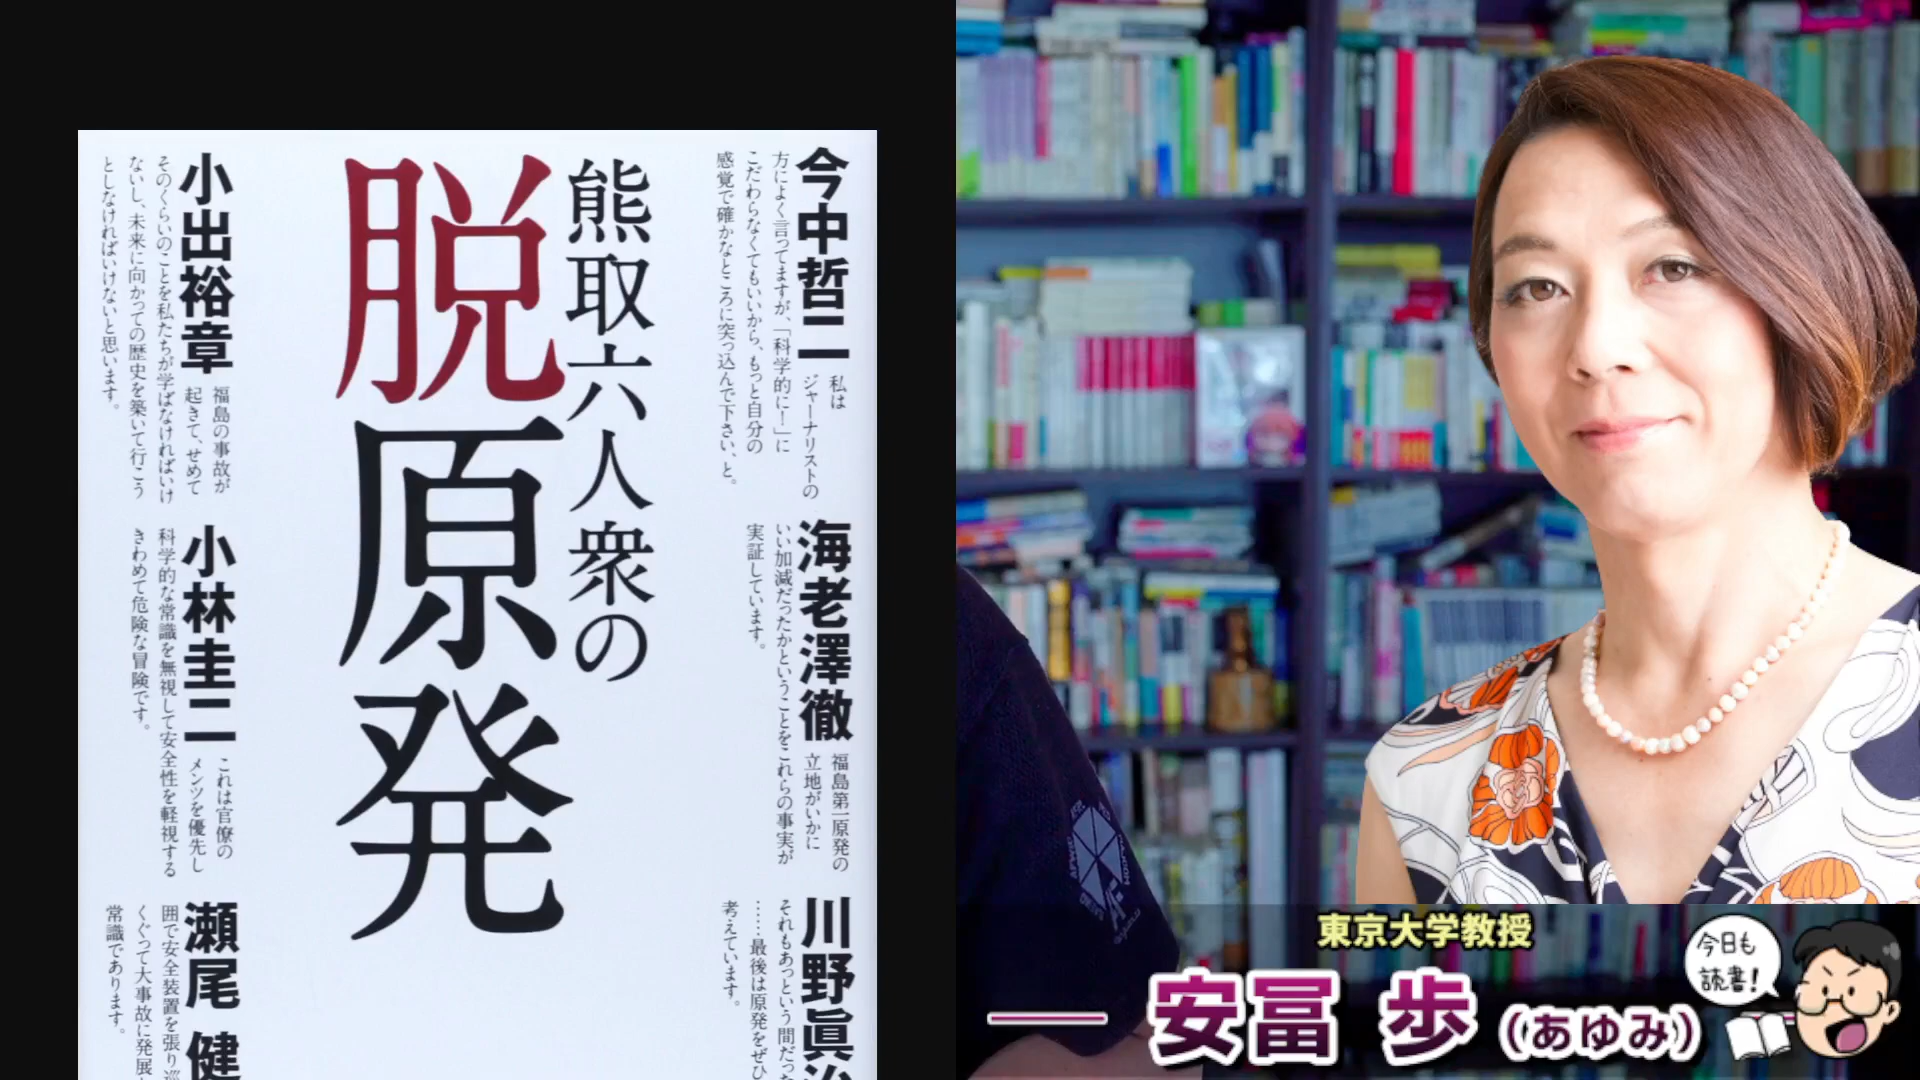 熊取六人衆の
脱原発
今中哲二
私は
ジャーナリストの
方によく言ってますが、「科学的に！」に
こだわらなくてもいいから、もっと自分の
感覚で確かなところに突っ込んで下さい、と。
海老澤徹
福島第一原発の
立地がいかに
いい加減だったかということをこれらの事実が
実証しています。
川野眞治
それもあっという間だった
……最後は原発をぜひ
考えています。
小出裕章
福島の事故が
起きて、せめて
そのくらいのことを私たちが学ばなければいけ
ないし、未来に向かっての歴史を築いて行こう
としなければいけないと思います。
小林圭二
これは官僚の
メンツを優先し
科学的な常識を無視して安全性を軽視する
きわめて危険な冒険です。
瀬尾 健
囲で安全装置を張り巡
くぐって大事故に発展
常識であります。
東京大学教授
安冨 歩 (あゆみ)
今日も
読書!